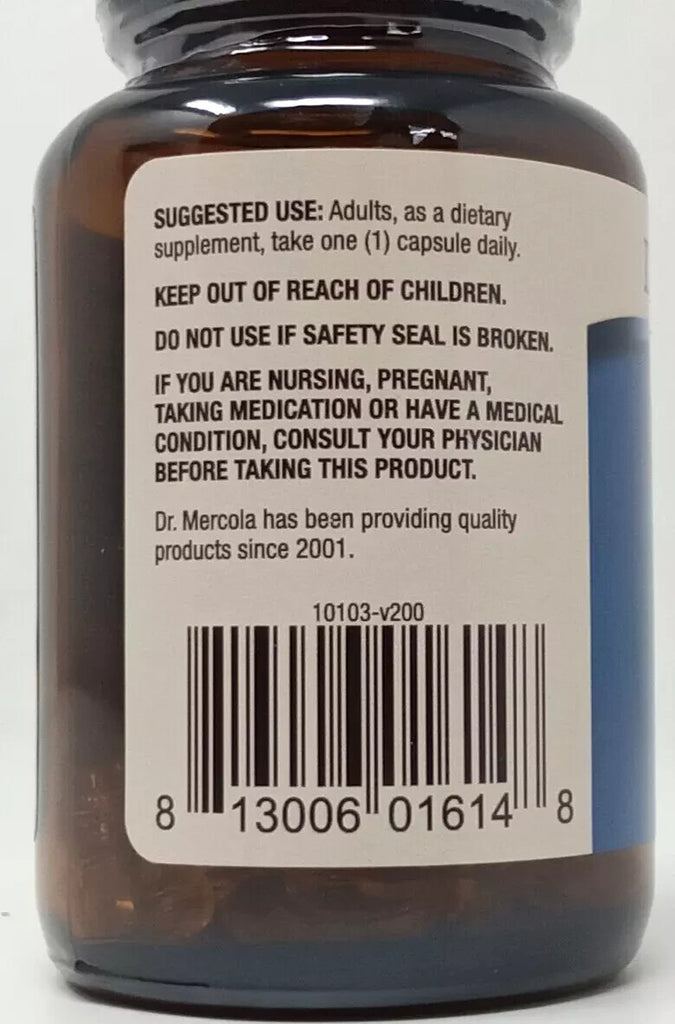 SUGGESTED USE: Adults, as a dietary
supplement, take one (1) capsule daily.
KEEP OUT OF REACH OF CHILDREN.
DO NOT USE IF SAFETY SEAL IS BROKEN.
IF YOU ARE NURSING, PREGNANT,
TAKING MEDICATION OR HAVE A MEDICAL
CONDITION, CONSULT YOUR PHYSICIAN
BEFORE TAKING THIS PRODUCT.
Dr. Mercola has been providing quality
products since 2001.
10103-v200
8 13006 01614 8